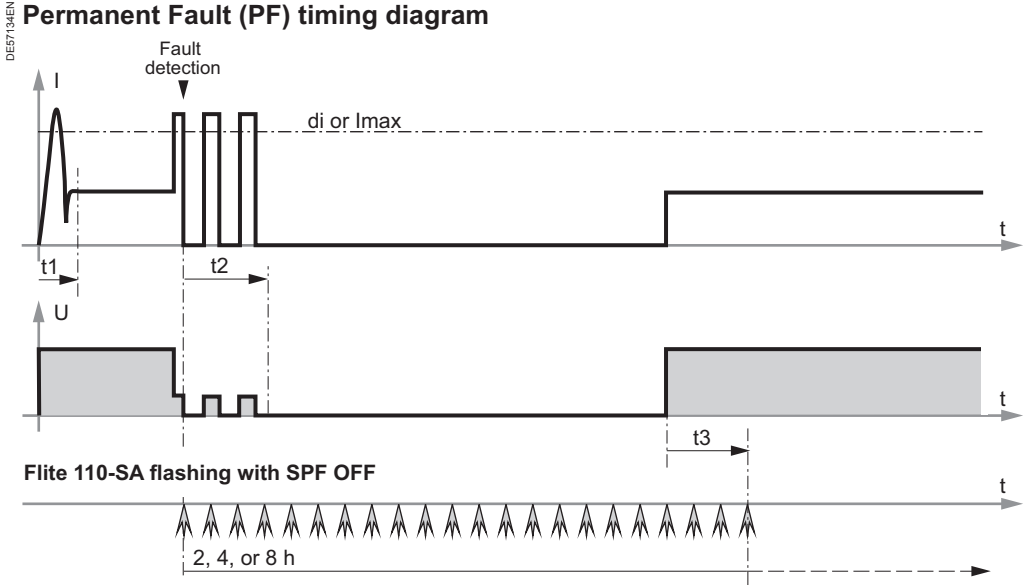 DE57134EN
Permanent Fault (PF) timing diagram
Fault
detection
I
di or Imax
t
t1
t2
U
t
t3
Flite 110-SA flashing with SPF OFF
t
2, 4, or 8 h